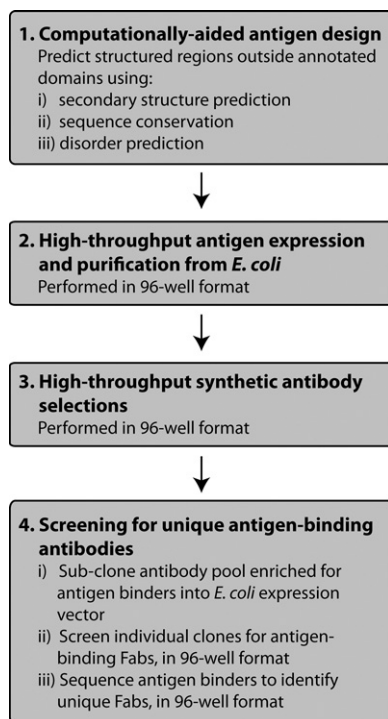 1. Computationally-aided antigen design
Predict structured regions outside annotated
domains using:
i) secondary structure prediction
ii) sequence conservation
iii) disorder prediction
2. High-throughput antigen expression
and purification from E. coli
Performed in 96-well format
3. High-throughput synthetic antibody
selections
Performed in 96-well format
4. Screening for unique antigen-binding
antibodies
i) Sub-clone antibody pool enriched for
antigen binders into E. coli expression
vector
ii) Screen individual clones for antigen-
binding Fabs, in 96-well format
iii) Sequence antigen binders to identify
unique Fabs, in 96-well format